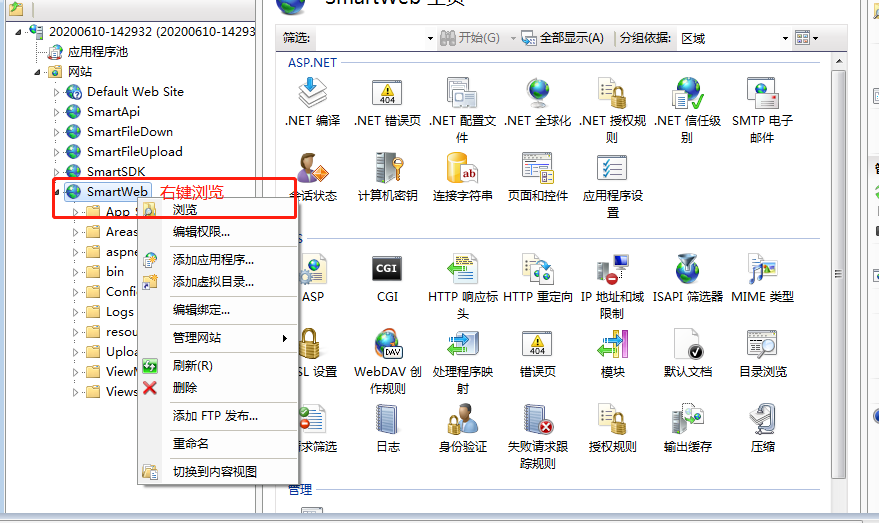 SmartWeb 主页
20200610-142932 (20200610-14293
应用程序池
网站
Default Web Site
SmartApi
SmartFileDown
SmartFileUpload
SmartSDK
SmartWeb
右键浏览
App
Areas
aspne
bin
Confi
Logs
resou
Uploa
ViewM
Views
浏览
编辑权限...
添加应用程序...
添加虚拟目录...
编辑绑定...
管理网站
刷新(R)
删除
添加 FTP 发布...
重命名
切换到内容视图
筛选:
开始(G)
全部显示(A)
分组依据:
区域
ASP.NET
.NET 编译
.NET 错误页
.NET 配置文
件
.NET 全球化
.NET 授权规
则
.NET 信任级
别
SMTP 电子
邮件
会话状态
计算机密钥
连接字符串
页面和控件
应用程序设
置
S
ASP
CGI
HTTP 响应标
头
HTTP 重定向
IP 地址和域
限制
ISAPI 筛选器
MIME 类型
SL 设置
WebDAV 创
作规则
处理程序映
射
错误页
模块
默认文档
目录浏览
求筛选
日志
身份验证
失败请求跟
踪规则
授权规则
输出缓存
压缩
管理